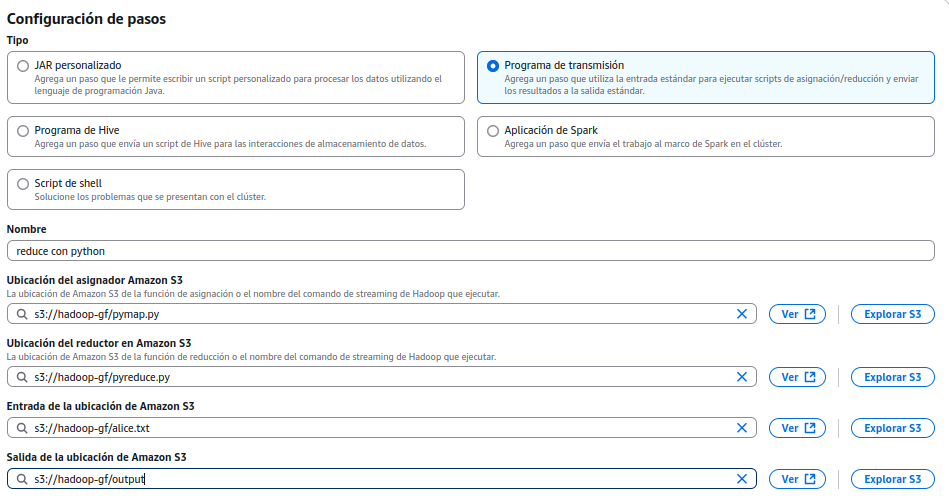 Configuración de pasos
Tipo
JAR personalizado
Agrega un paso que le permite escribir un script personalizado para procesar los datos utilizando el
lenguaje de programación Java.
Programa de transmisión
Agrega un paso que utiliza la entrada estándar para ejecutar scripts de asignación/reducción y enviar
los resultados a la salida estándar.
Programa de Hive
Agrega un paso que envía un script de Hive para las interacciones de almacenamiento de datos.
Aplicación de Spark
Agrega un paso que envía el trabajo al marco de Spark en el clúster.
Script de shell
Solucione los problemas que se presentan con el clúster.
Nombre
reduce con python
Ubicación del asignador Amazon S3
La ubicación de Amazon S3 de la función de asignación o el nombre del comando de streaming de Hadoop que ejecutar.
s3://hadoop-gf/pymap.py
Ver
Explorar S3
Ubicación del reductor en Amazon S3
La ubicación de Amazon S3 de la función de reducción o el nombre del comando de streaming de Hadoop que ejecutar.
s3://hadoop-gf/pyreduce.py
Ver
Explorar S3
Entrada de la ubicación de Amazon S3
s3://hadoop-gf/alice.txt
Ver
Explorar S3
Salida de la ubicación de Amazon S3
s3://hadoop-gf/output
Ver
Explorar S3